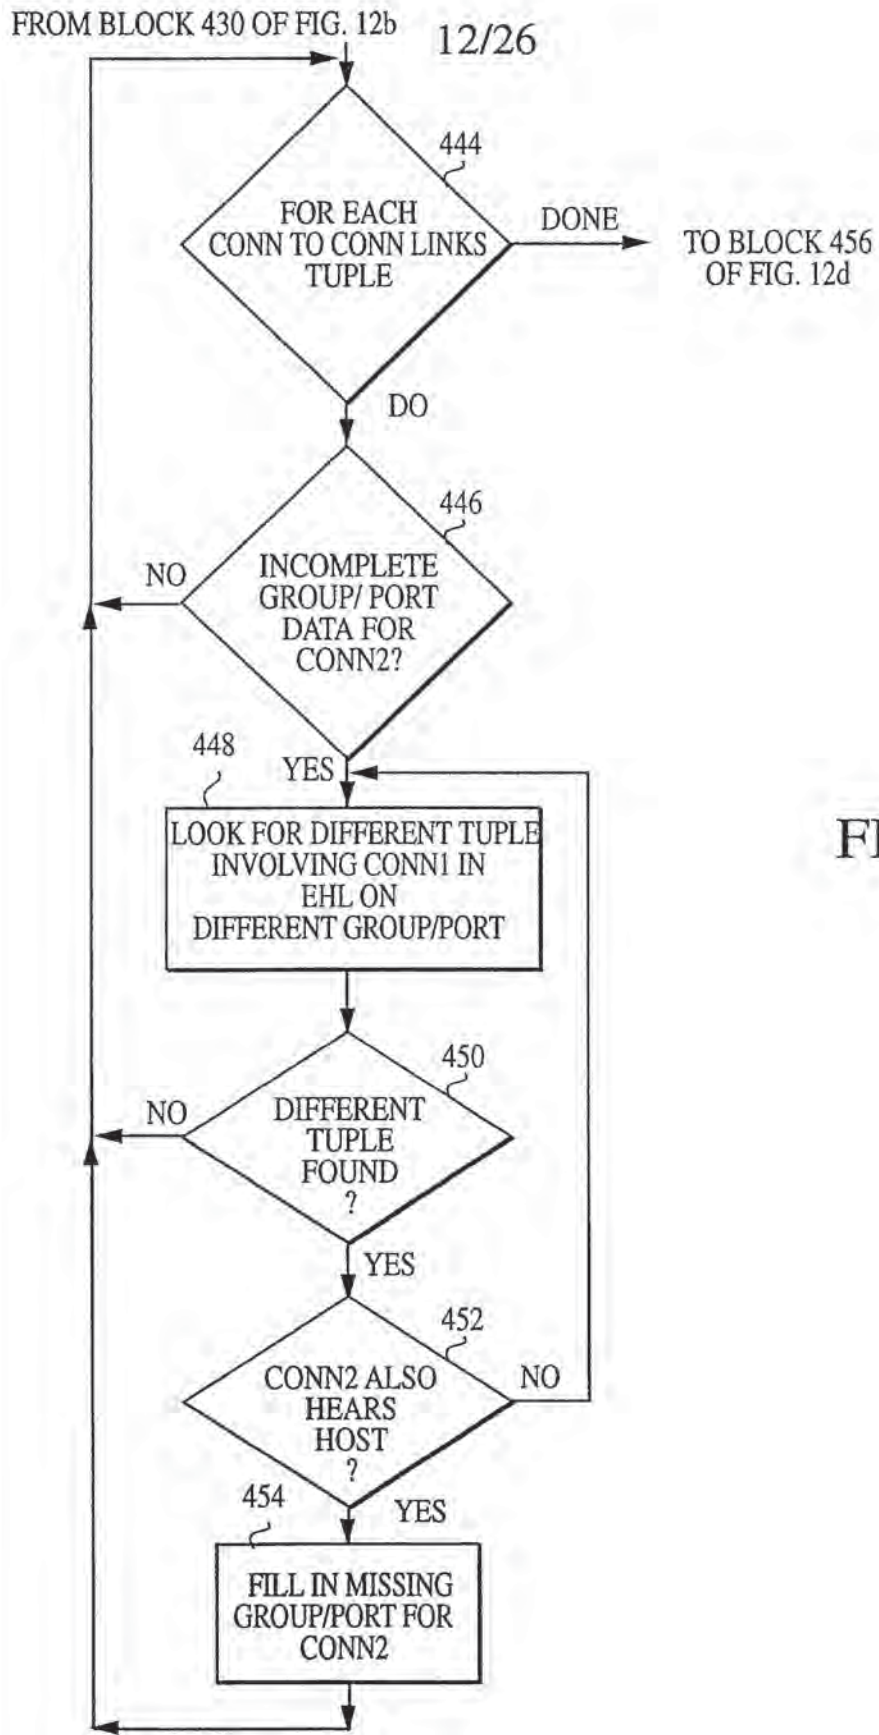 FROM BLOCK 430 OF FIG. 12b
12/26
444
FOR EACH
CONN TO CONN LINKS
TUPLE
DONE
TO BLOCK 456
OF FIG. 12d
DO
446
INCOMPLETE
GROUP/ PORT
DATA FOR
CONN2?
NO
448
YES
LOOK FOR DIFFERENT TUPLE
INVOLVING CONN1 IN
EHL ON
DIFFERENT GROUP/PORT
450
DIFFERENT
TUPLE
FOUND
?
NO
YES
452
CONN2 ALSO
HEARS
HOST
?
NO
454
YES
FILL IN MISSING
GROUP/PORT FOR
CONN2